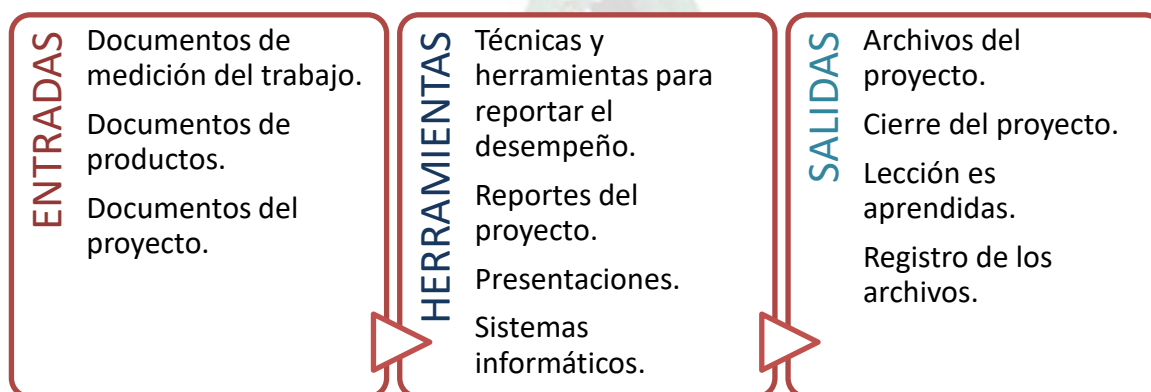 ENTRADAS
Documentos de
medición del trabajo.
Documentos de
productos.
Documentos del
proyecto.
HERRAMIENTAS
Técnicas y
herramientas para
reportar el
desempeño.
Reportes del
proyecto.
Presentaciones.
Sistemas
informáticos.
SALIDAS
Archivos del
proyecto.
Cierre del proyecto.
Lección es
aprendidas.
Registro de los
archivos.